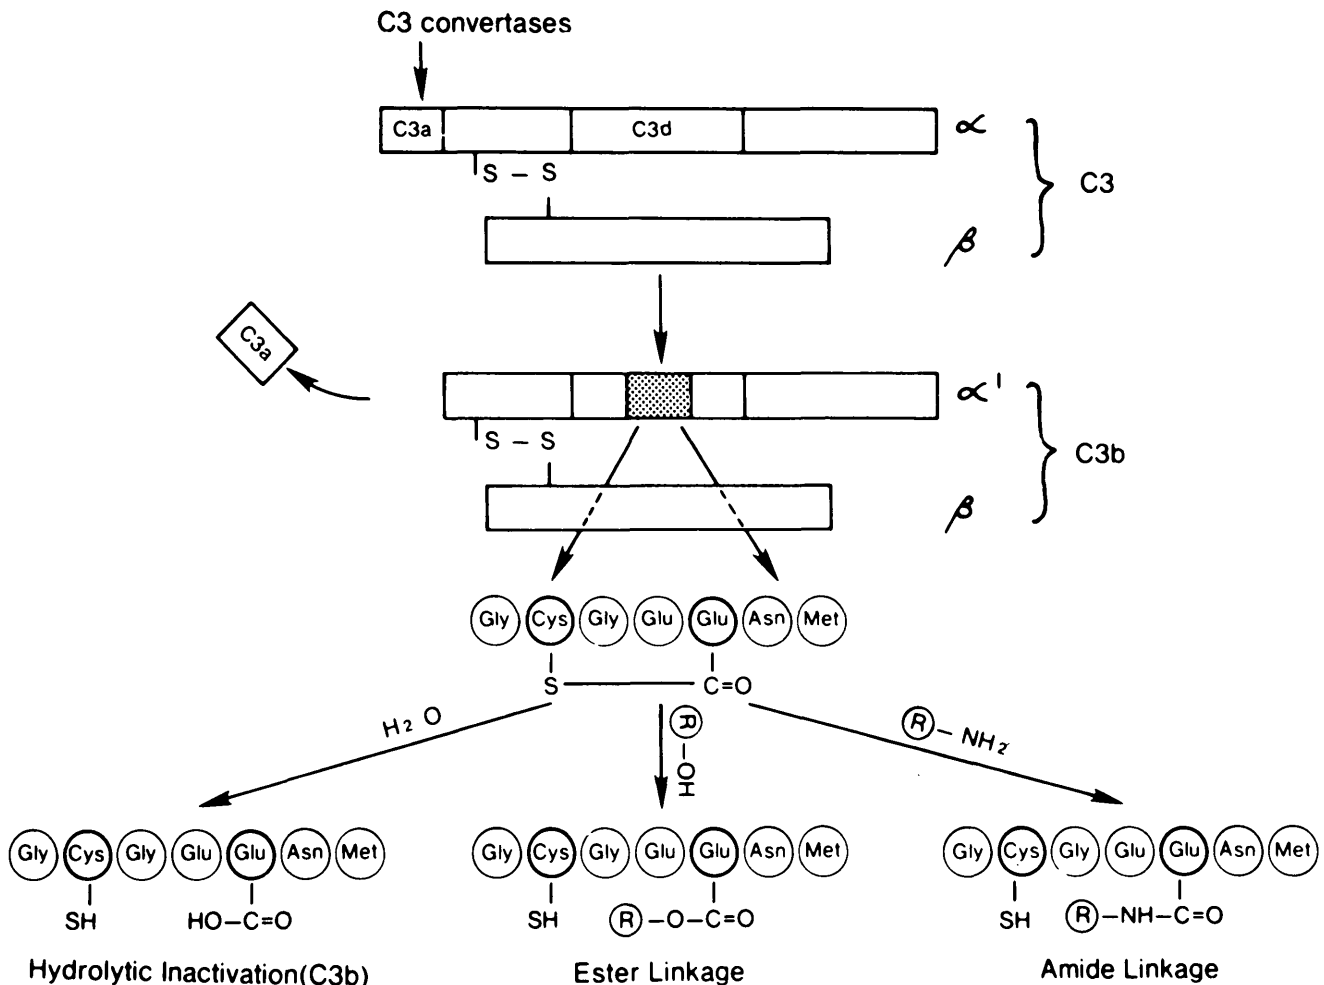 C3 convertases
C3a C3d α
S – S
C3
β
C3a
α'
S – S
C3b
β
Gly Cys Gly Glu Glu Asn Met
S C=O
H2 O
R –OH
R – NH2
Gly Cys Gly Glu Glu Asn Met
SH HO–C=O
Hydrolytic Inactivation(C3b)
Gly Cys Gly Glu Glu Asn Met
SH R –O–C=O
Ester Linkage
Gly Cys Gly Glu Glu Asn Met
SH R –NH–C=O
Amide Linkage